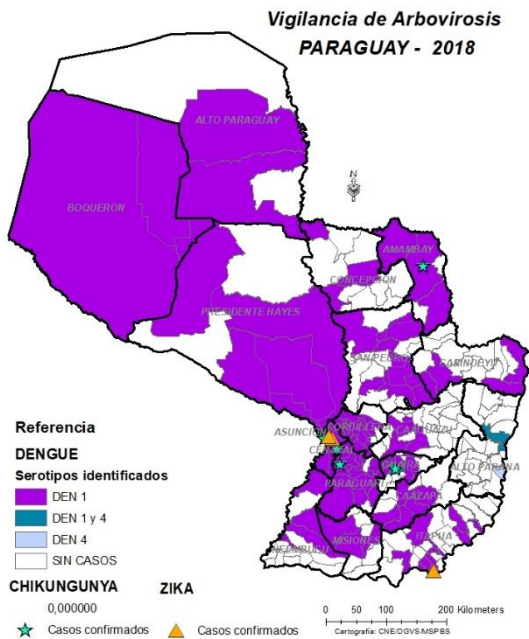 Vigilancia de Arbovirosis
PARAGUAY - 2018
ALTO PARAGUAY
BOQUERON
N
AMAMBAY
CONCEPCION
PRESIDENTE HAYES
SAN PEDRO
CANINDEYU
ASUNCION
CORDILLERA
CENTRAL
CAAGUAZU
ALTO PARANA
GUAIRA
PARAGUARI
CAAZAPA
ITAPUA
MISIONES
ÑEEMBUCU
Referencia
DENGUE
Serotipos identificados
DEN 1
DEN 1 y 4
DEN 4
SIN CASOS
CHIKUNGUNYA ZIKA
0,000000
Casos confirmados Casos confirmados
0 50 100 200 Kilometers
Cartografía: CNE/DGVS/MSPBS